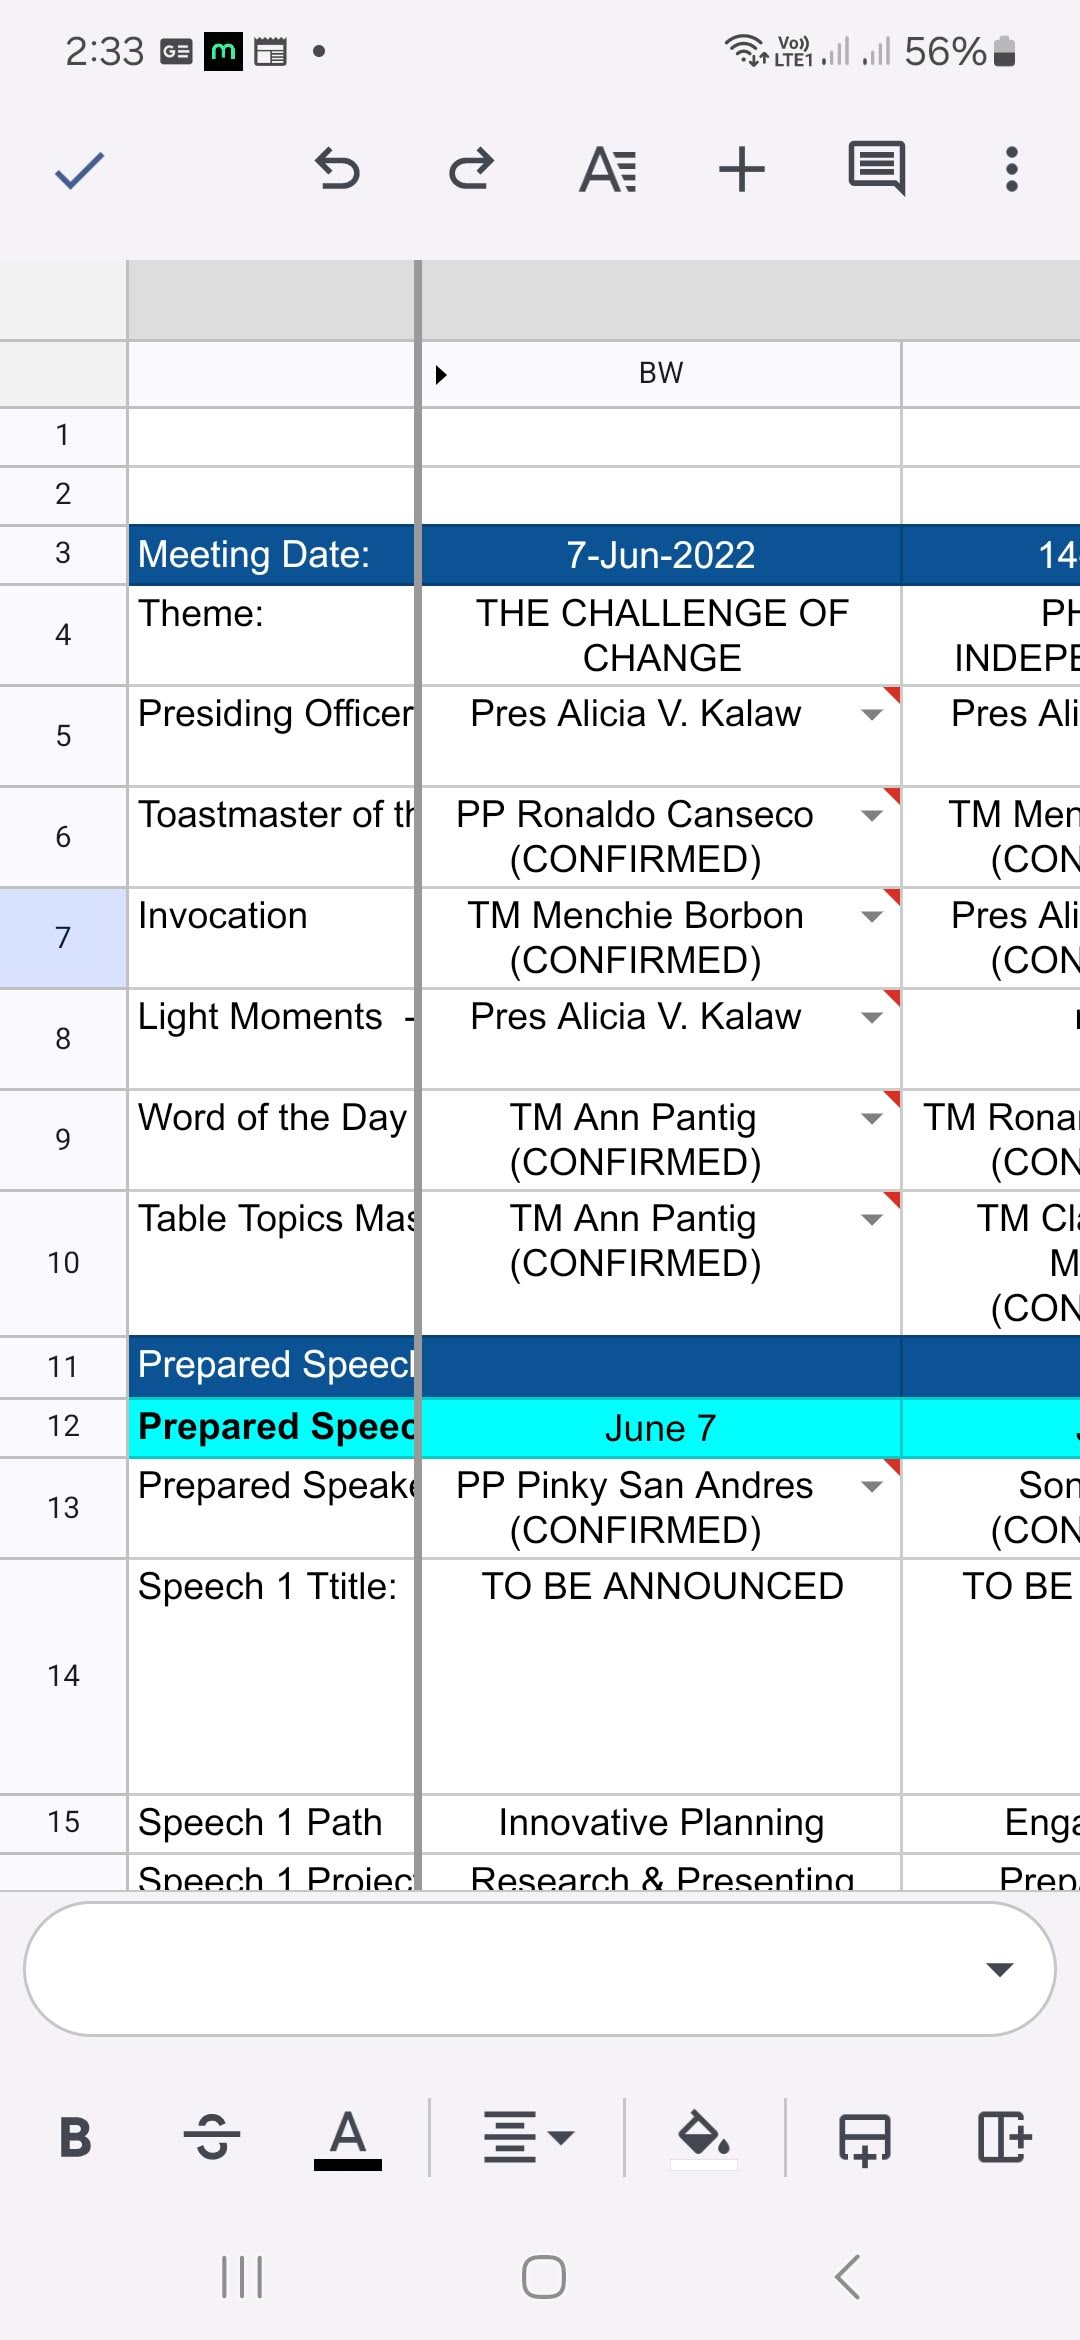 2:33 GE m Vo)) LTE1 56%
BW
1
2
3 Meeting Date: 7-Jun-2022 14
4 Theme: THE CHALLENGE OF CHANGE PH INDEPE
5 Presiding Officer Pres Alicia V. Kalaw Pres Ali
6 Toastmaster of th PP Ronaldo Canseco (CONFIRMED) TM Men (CON
7 Invocation TM Menchie Borbon (CONFIRMED) Pres Ali (CON
8 Light Moments - Pres Alicia V. Kalaw
9 Word of the Day TM Ann Pantig (CONFIRMED) TM Rona (CON
10 Table Topics Mas TM Ann Pantig (CONFIRMED) TM Cla M (CON
11 Prepared Speech
12 Prepared Speec June 7
13 Prepared Speake PP Pinky San Andres (CONFIRMED) Son (CON
14 Speech 1 Ttitle: TO BE ANNOUNCED TO BE
15 Speech 1 Path Innovative Planning Enga
Speech 1 Project Research & Presenting Prep
B S A